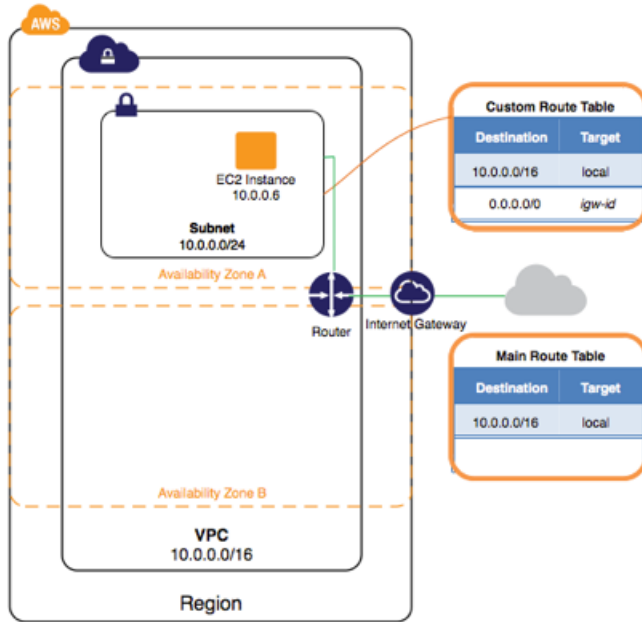 AWS
EC2 Instance
10.0.0.6
Subnet
10.0.0.0/24
Availability Zone A
Router
Internet Gateway
Availability Zone B
VPC
10.0.0.0/16
Region
Custom Route Table
Destination Target
10.0.0.0/16 local
0.0.0.0/0 igw-id
Main Route Table
Destination Target
10.0.0.0/16 local